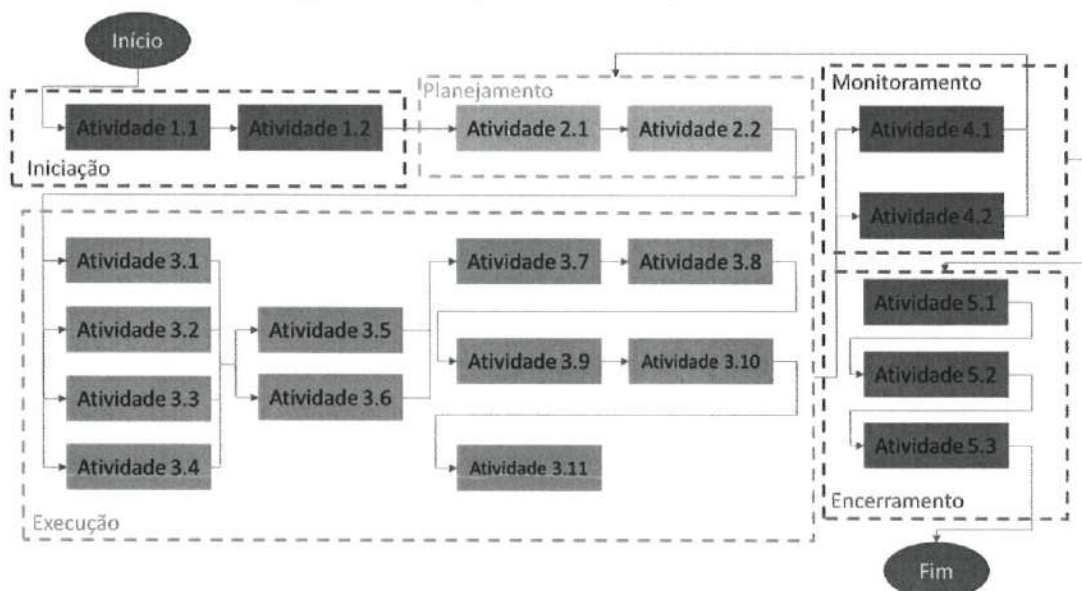 Início
Iniciação
Atividade 1.1
Atividade 1.2
Planejamento
Atividade 2.1
Atividade 2.2
Execução
Atividade 3.1
Atividade 3.2
Atividade 3.3
Atividade 3.4
Atividade 3.5
Atividade 3.6
Atividade 3.7
Atividade 3.8
Atividade 3.9
Atividade 3.10
Atividade 3.11
Monitoramento
Atividade 4.1
Atividade 4.2
Encerramento
Atividade 5.1
Atividade 5.2
Atividade 5.3
Fim